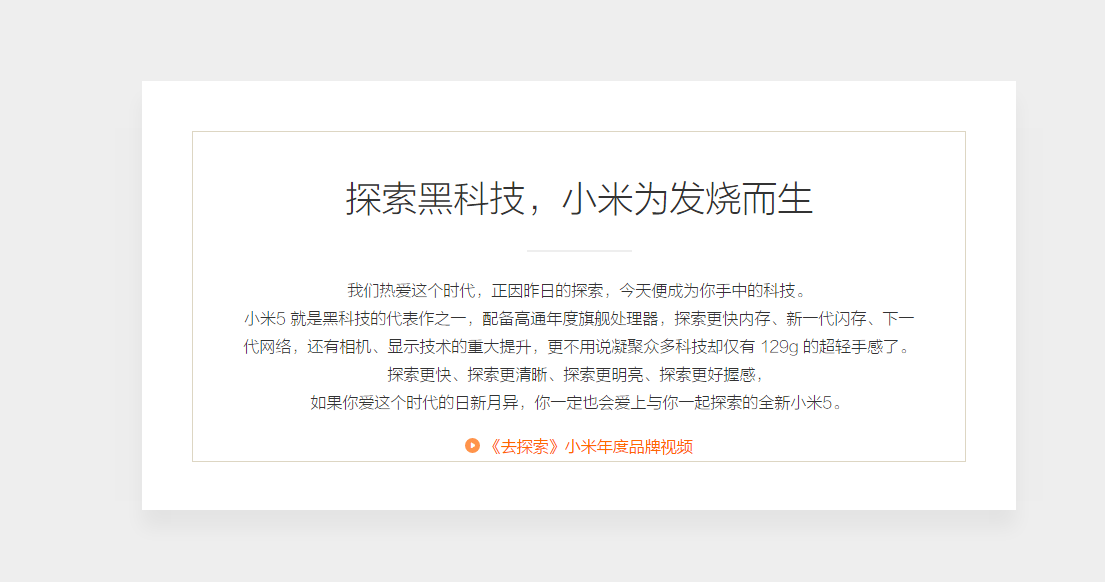 探索黑科技，小米为发烧而生
我们热爱这个时代，正因昨日的探索，今天便成为你手中的科技。
小米5 就是黑科技的代表作之一，配备高通年度旗舰处理器，探索更快内存、新一代闪存、下一
代网络，还有相机、显示技术的重大提升，更不用说凝聚众多科技却仅有 129g 的超轻手感了。
探索更快、探索更清晰、探索更明亮、探索更好握感，
如果你爱这个时代的日新月异，你一定也会爱上与你一起探索的全新小米5。
《去探索》小米年度品牌视频